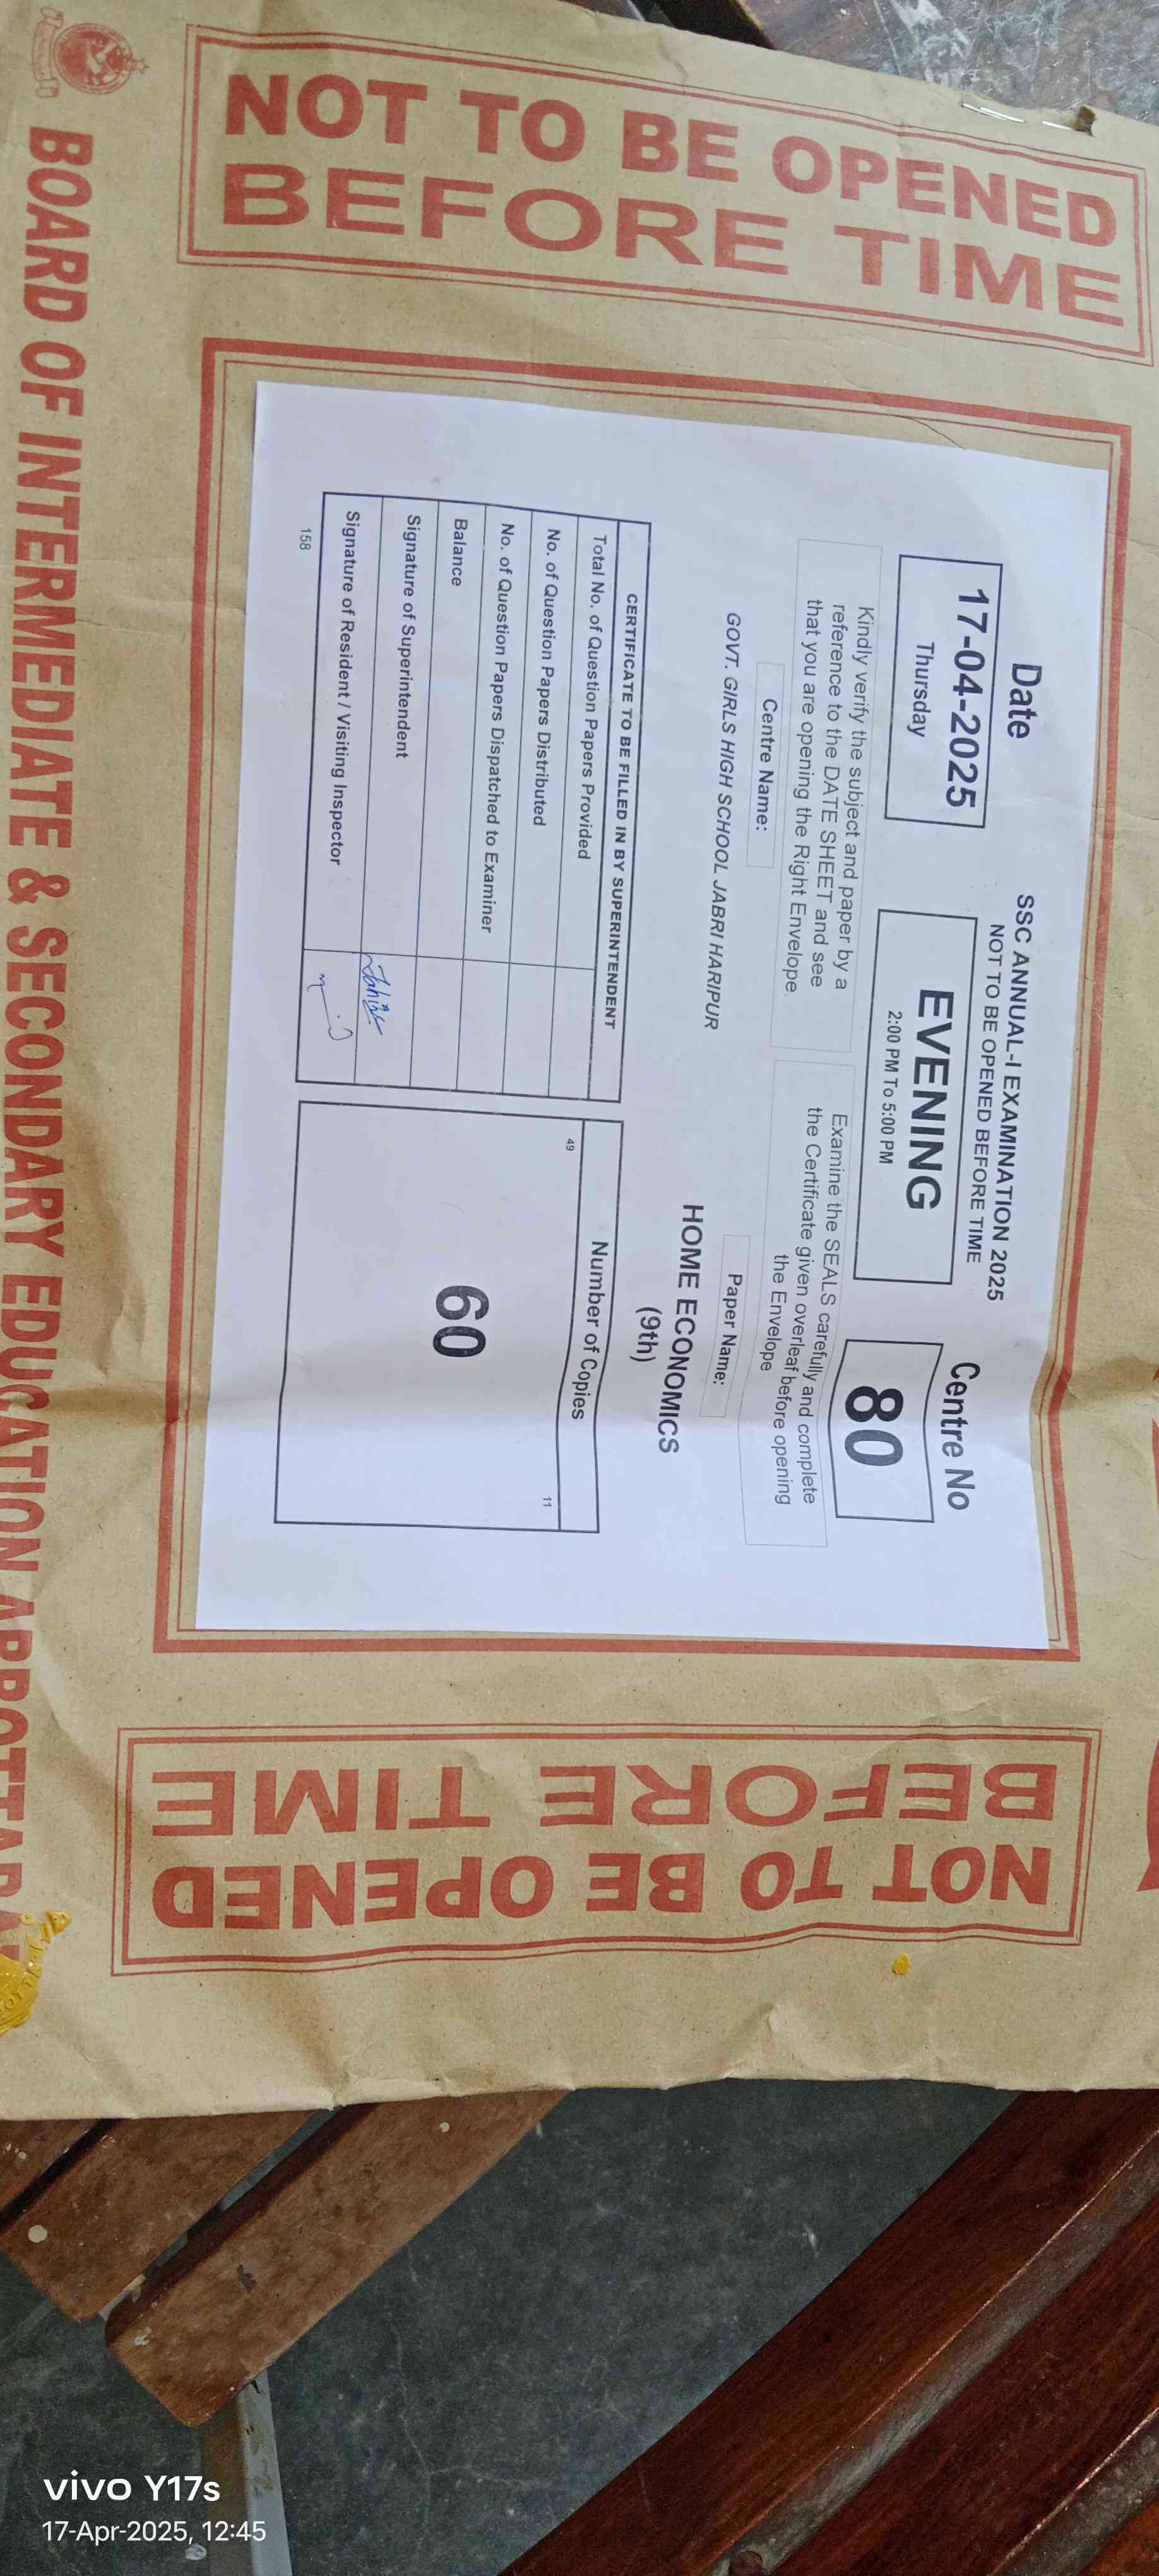 NOT TO BE OPENED
BEFORE TIME
BOARD OF INTERMEDIATE & SECONDARY EDUCATION
SSC ANNUAL-I EXAMINATION 2025
NOT TO BE OPENED BEFORE TIME
Date
17-04-2025
Thursday
EVENING
2:00 PM To 5:00 PM
Centre No
80
Kindly verify the subject and paper by a
reference to the DATE SHEET and see
that you are opening the Right Envelope
Examine the SEALS carefully and complete
the Certificate given overleaf before opening
the Envelope
Centre Name:
GOVT. GIRLS HIGH SCHOOL JABRI HARIPUR
Paper Name:
HOME ECONOMICS
(9th)
CERTIFICATE TO BE FILLED IN BY SUPERINTENDENT
Total No. of Question Papers Provided
No. of Question Papers Distributed
No. of Question Papers Dispatched to Examiner
Balance
Signature of Superintendent
Signature of Resident / Visiting Inspector
158
Number of Copies
49
11
60
NOT TO BE OPENED
BEFORE TIME
vivo Y17s
17-Apr-2025, 12:45